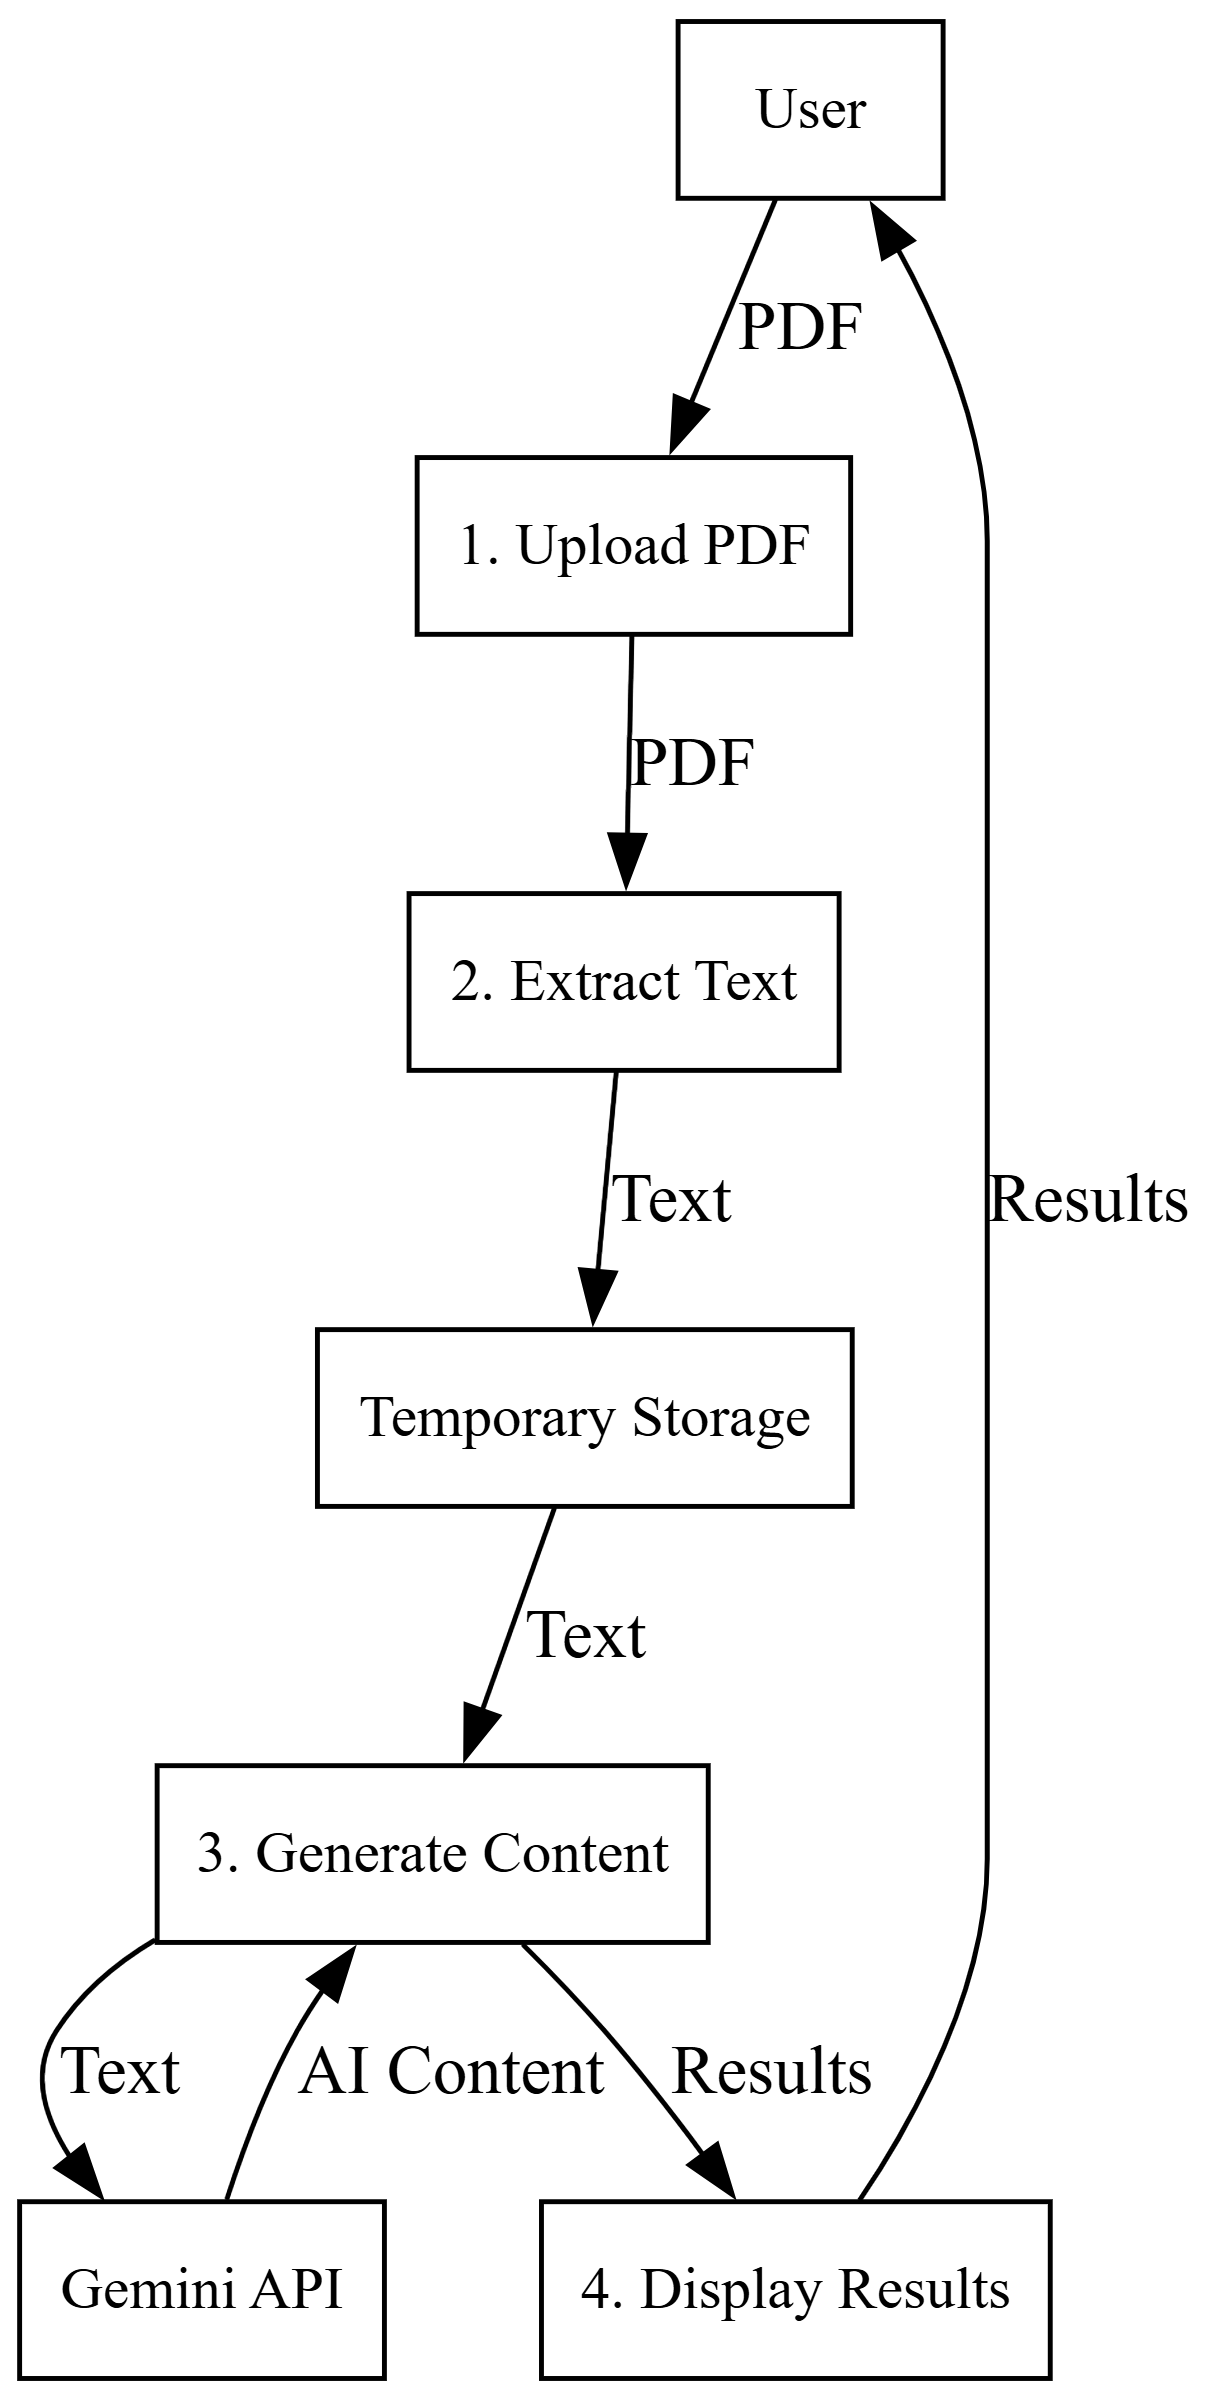 User
PDF
1. Upload PDF
PDF
2. Extract Text
Text
Results
Temporary Storage
Text
3. Generate Content
Text
AI Content
Results
Gemini API
4. Display Results